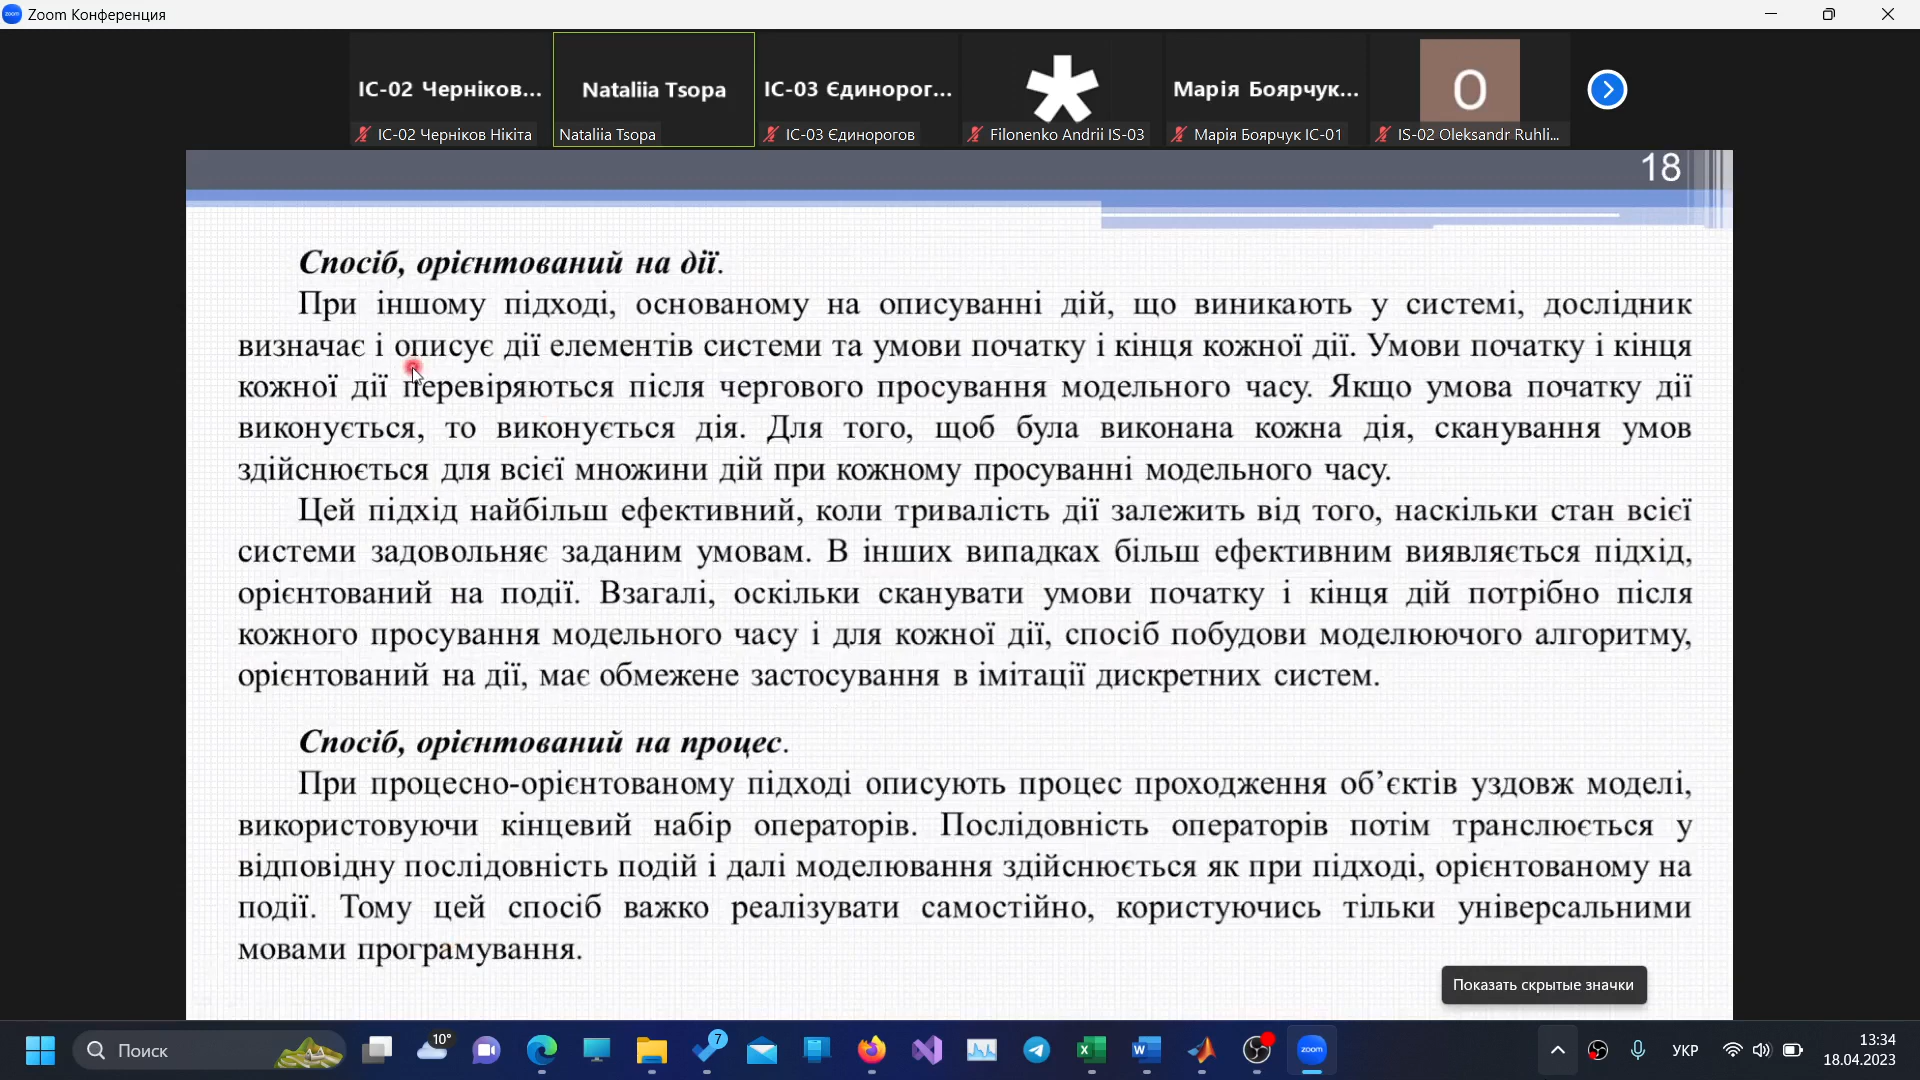 Zoom Конференция
ІС-02 Черніков...
Nataliia Tsopa
ІС-03 Єдинорог...
Марія Боярчук...
O
ІС-02 Черніков Нікіта
Nataliia Tsopa
ІС-03 Єдинорогов
Filonenko Andrii IS-03
Марія Боярчук ІС-01
IS-02 Oleksandr Ruhli...
18
Спосіб, орієнтований на дії.
При іншому підході, основаному на описуванні дій, що виникають у системі, дослідник
визначає і описує дії елементів системи та умови початку і кінця кожної дії. Умови початку і кінця
кожної дії перевіряються після чергового просування модельного часу. Якщо умова початку дії
виконується, то виконується дія. Для того, щоб була виконана кожна дія, сканування умов
здійснюється для всієї множини дій при кожному просуванні модельного часу.
Цей підхід найбільш ефективний, коли тривалість дії залежить від того, наскільки стан всієї
системи задовольняє заданим умовам. В інших випадках більш ефективним виявляється підхід,
орієнтований на події. Взагалі, оскільки сканувати умови початку і кінця дій потрібно після
кожного просування модельного часу і для кожної дії, спосіб побудови моделюючого алгоритму,
орієнтований на дії, має обмежене застосування в імітації дискретних систем.
Спосіб, орієнтований на процес.
При процесно-орієнтованому підході описують процес проходження об’єктів уздовж моделі,
використовуючи кінцевий набір операторів. Послідовність операторів потім транслюється у
відповідну послідовність подій і далі моделювання здійснюється як при підході, орієнтованому на
події. Тому цей спосіб важко реалізувати самостійно, користуючись тільки універсальними
мовами програмування.
Показать скрытые значки
Поиск
10°
7
zoom
УКР
13:34
18.04.2023